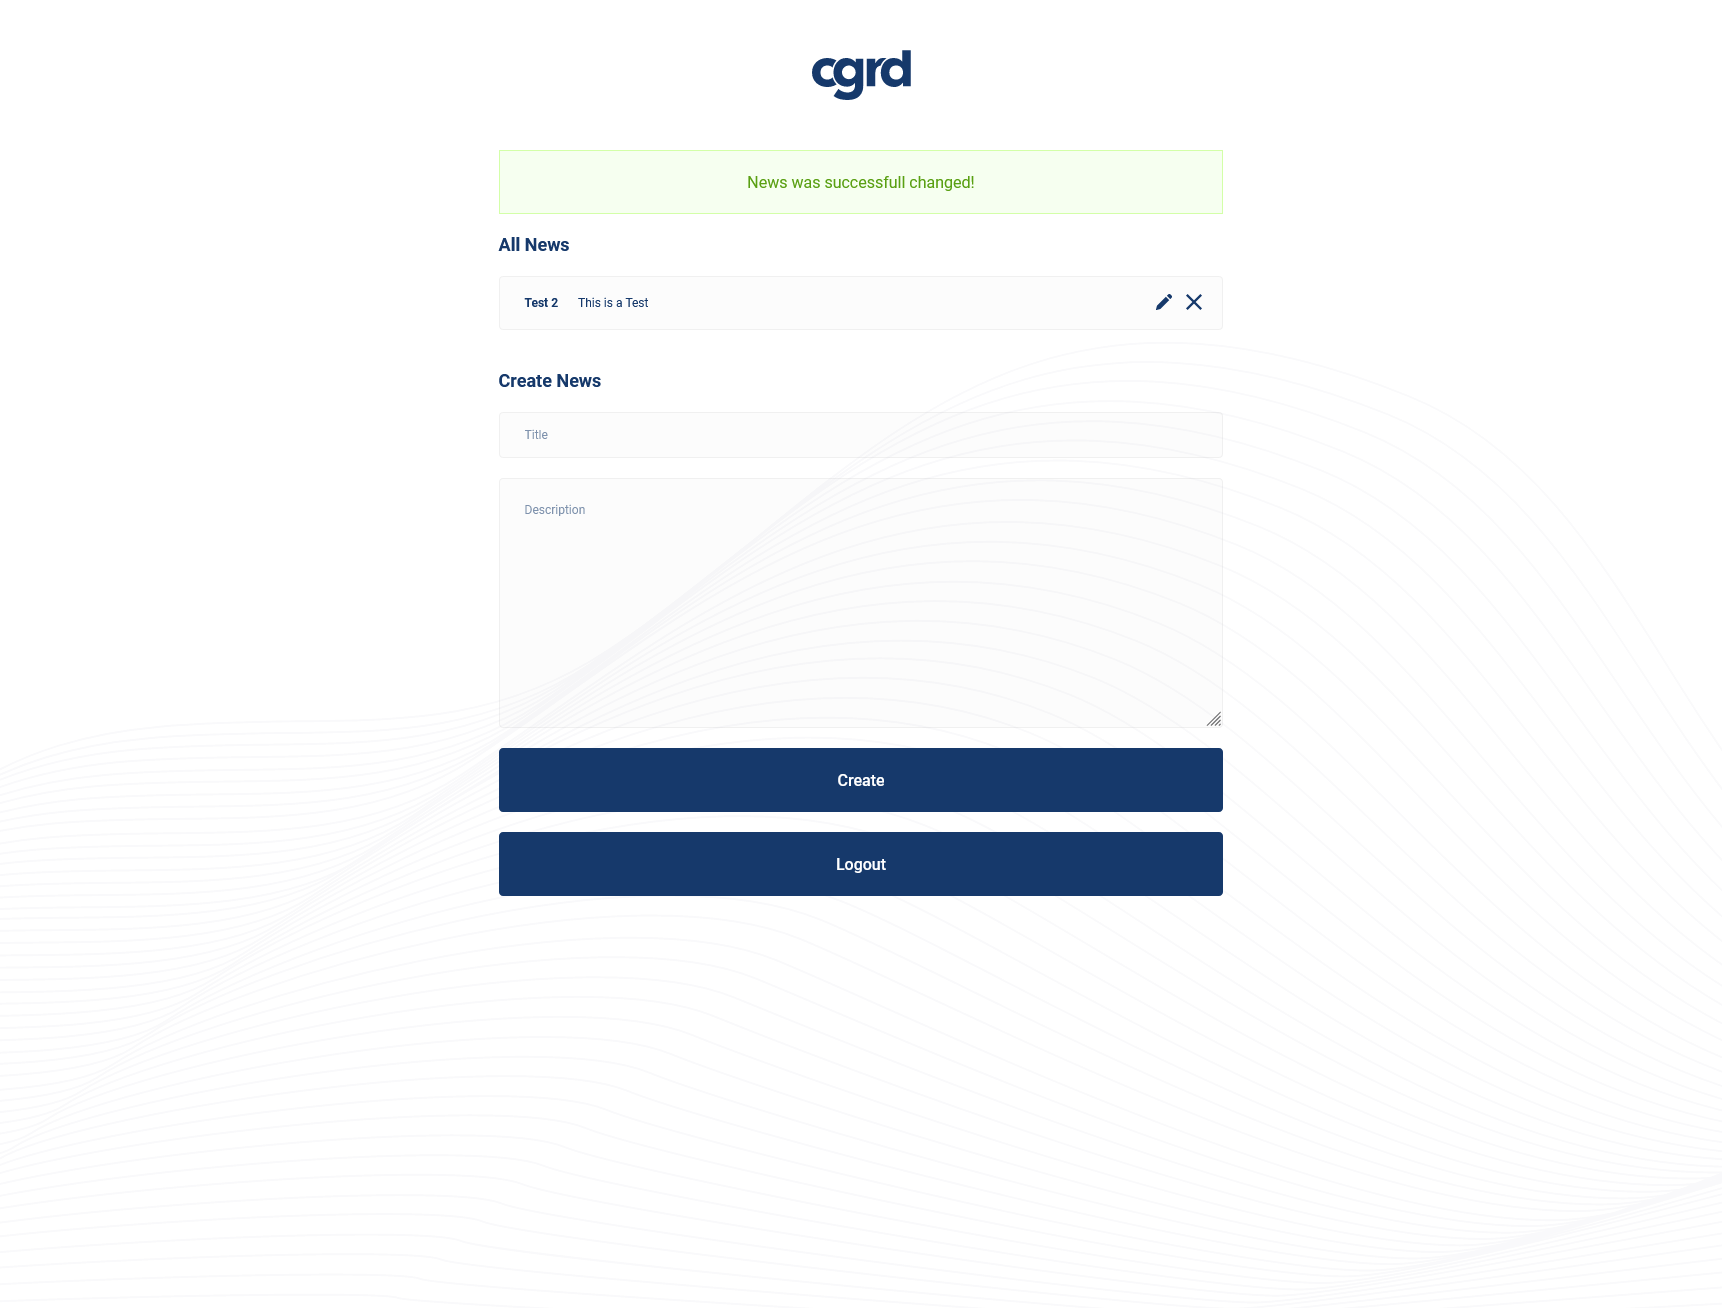 cgrd
News was successfull changed!
All News
Test 2 This is a Test
Create News
Title
Description
Create
Logout